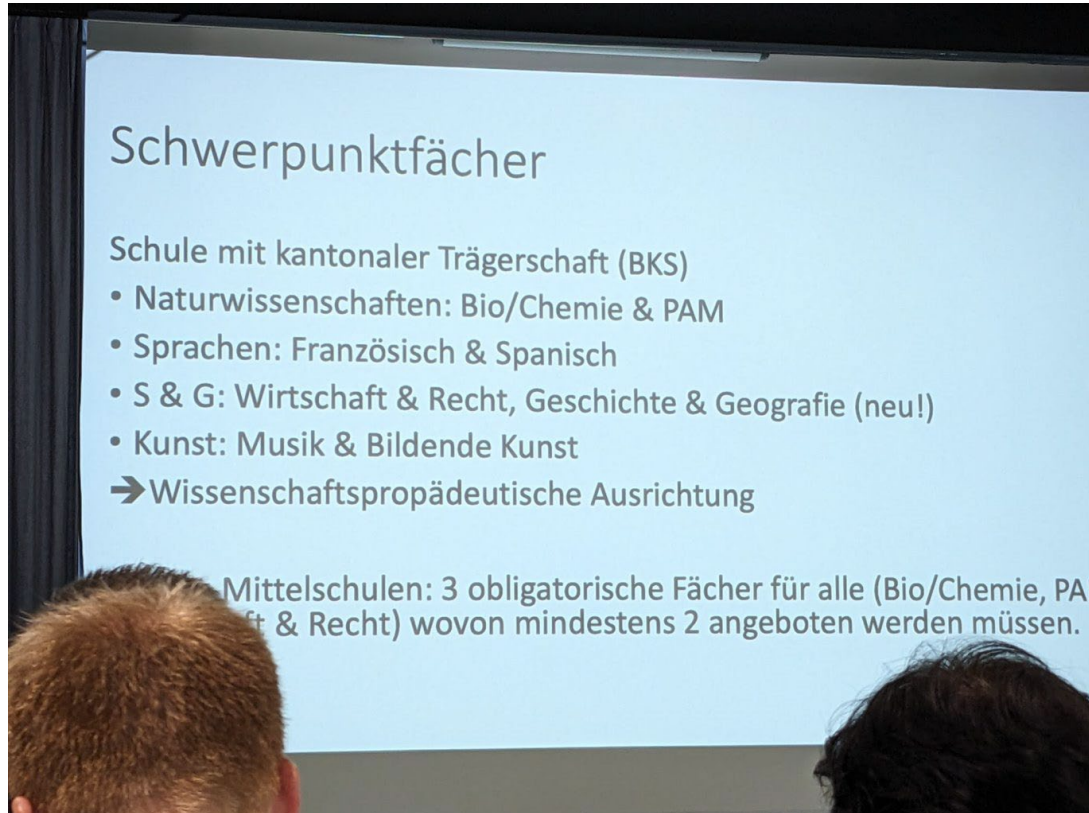 Schwerpunktfächer
Schule mit kantonaler Trägerschaft (BKS)
• Naturwissenschaften: Bio/Chemie & PAM
• Sprachen: Französisch & Spanisch
• S & G: Wirtschaft & Recht, Geschichte & Geografie (neu!)
• Kunst: Musik & Bildende Kunst
➔Wissenschaftspropädeutische Ausrichtung
Mittelschulen: 3 obligatorische Fächer für alle (Bio/Chemie,
& Recht) wovon mindestens 2 angeboten werden müssen.